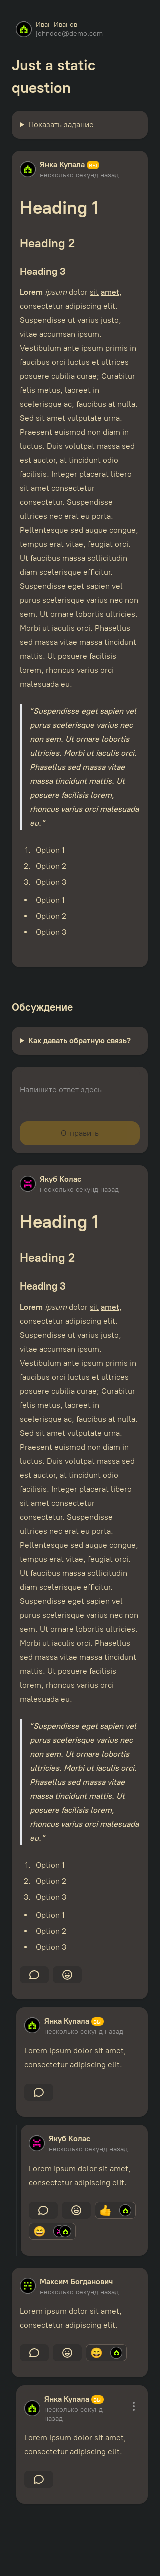 Иван Иванов
johndoe@demo.com
Just a static
question
Показать задание
Янка Купала Вы
несколько секунд назад
Heading 1
Heading 2
Heading 3
Lorem ipsum dolor sit amet,
consectetur adipiscing elit.
Suspendisse ut varius justo,
vitae accumsan ipsum.
Vestibulum ante ipsum primis in
faucibus orci luctus et ultrices
posuere cubilia curae; Curabitur
felis metus, laoreet in
scelerisque ac, faucibus at nulla.
Sed sit amet vulputate urna.
Praesent euismod non diam in
luctus. Duis volutpat massa sed
est auctor, at tincidunt odio
facilisis. Integer placerat libero
sit amet consectetur
consectetur. Suspendisse
ultrices nec erat eu porta.
Pellentesque sed augue congue,
tempus erat vitae, feugiat orci.
Ut faucibus massa sollicitudin
diam scelerisque efficitur.
Suspendisse eget sapien vel
purus scelerisque varius nec non
sem. Ut ornare lobortis ultricies.
Morbi ut iaculis orci. Phasellus
sed massa vitae massa tincidunt
mattis. Ut posuere facilisis
lorem, rhoncus varius orci
malesuada eu.
"Suspendisse eget sapien vel
purus scelerisque varius nec
non sem. Ut ornare lobortis
ultricies. Morbi ut iaculis orci.
Phasellus sed massa vitae
massa tincidunt mattis. Ut
posuere facilisis lorem,
rhoncus varius orci malesuada
eu."
1. Option 1
2. Option 2
3. Option 3
• Option 1
• Option 2
• Option 3
Обсуждение
Как давать обратную связь?
Напишите ответ здесь
Отправить
Якуб Колас
несколько секунд назад
Heading 1
Heading 2
Heading 3
Lorem ipsum dolor sit amet,
consectetur adipiscing elit.
Suspendisse ut varius justo,
vitae accumsan ipsum.
Vestibulum ante ipsum primis in
faucibus orci luctus et ultrices
posuere cubilia curae; Curabitur
felis metus, laoreet in
scelerisque ac, faucibus at nulla.
Sed sit amet vulputate urna.
Praesent euismod non diam in
luctus. Duis volutpat massa sed
est auctor, at tincidunt odio
facilisis. Integer placerat libero
sit amet consectetur
consectetur. Suspendisse
ultrices nec erat eu porta.
Pellentesque sed augue congue,
tempus erat vitae, feugiat orci.
Ut faucibus massa sollicitudin
diam scelerisque efficitur.
Suspendisse eget sapien vel
purus scelerisque varius nec non
sem. Ut ornare lobortis ultricies.
Morbi ut iaculis orci. Phasellus
sed massa vitae massa tincidunt
mattis. Ut posuere facilisis
lorem, rhoncus varius orci
malesuada eu.
"Suspendisse eget sapien vel
purus scelerisque varius nec
non sem. Ut ornare lobortis
ultricies. Morbi ut iaculis orci.
Phasellus sed massa vitae
massa tincidunt mattis. Ut
posuere facilisis lorem,
rhoncus varius orci malesuada
eu."
1. Option 1
2. Option 2
3. Option 3
• Option 1
• Option 2
• Option 3
Янка Купала Вы
несколько секунд назад
Lorem ipsum dolor sit amet,
consectetur adipiscing elit.
Якуб Колас
несколько секунд назад
Lorem ipsum dolor sit amet,
consectetur adipiscing elit.
Максим Богданович
несколько секунд назад
Lorem ipsum dolor sit amet,
consectetur adipiscing elit.
Янка Купала Вы
несколько секунд
назад
Lorem ipsum dolor sit amet,
consectetur adipiscing elit.